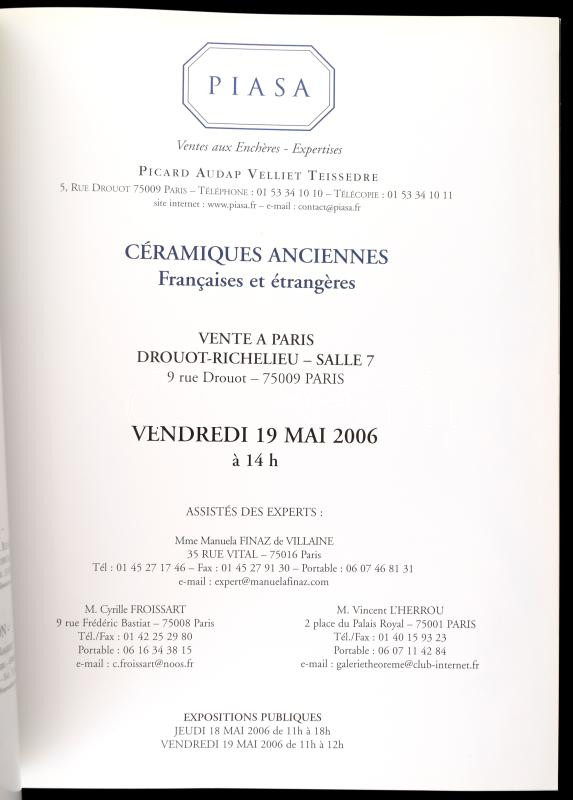 PIASA
Ventes aux Enchères - Expertises
PICARD AUDAP VELLIET TEISSEDRE
5, RUE DROUOT 75009 PARIS – TÉLÉPHONE : 01 53 34 10 10 – TÉLÉCOPIE : 01 53 34 10 11
site internet : www.piasa.fr – e-mail : contact@piasa.fr
CÉRAMIQUES ANCIENNES
Françaises et étrangères
VENTE A PARIS
DROUOT-RICHELIEU – SALLE 7
9 rue Drouot – 75009 PARIS
VENDREDI 19 MAI 2006
à 14 h
ASSISTÉS DES EXPERTS :
Mme Manuela FINAZ de VILLAINE
35 RUE VITAL – 75016 Paris
Tél : 01 45 27 17 46 – Fax : 01 45 27 91 30 – Portable : 06 07 46 81 31
e-mail : expert@manuelafinaz.com
M. Cyrille FROISSART
9 rue Frédéric Bastiat – 75008 Paris
Tél./Fax : 01 42 25 29 80
Portable : 06 16 34 38 15
e-mail : c.froissart@noos.fr
M. Vincent L'HERROU
2 place du Palais Royal – 75001 PARIS
Tél./Fax : 01 40 15 93 23
Portable : 06 07 11 42 84
e-mail : galerietheoreme@club-internet.fr
EXPOSITIONS PUBLIQUES
JEUDI 18 MAI 2006 de 11h à 18h
VENDREDI 19 MAI 2006 de 11h à 12h